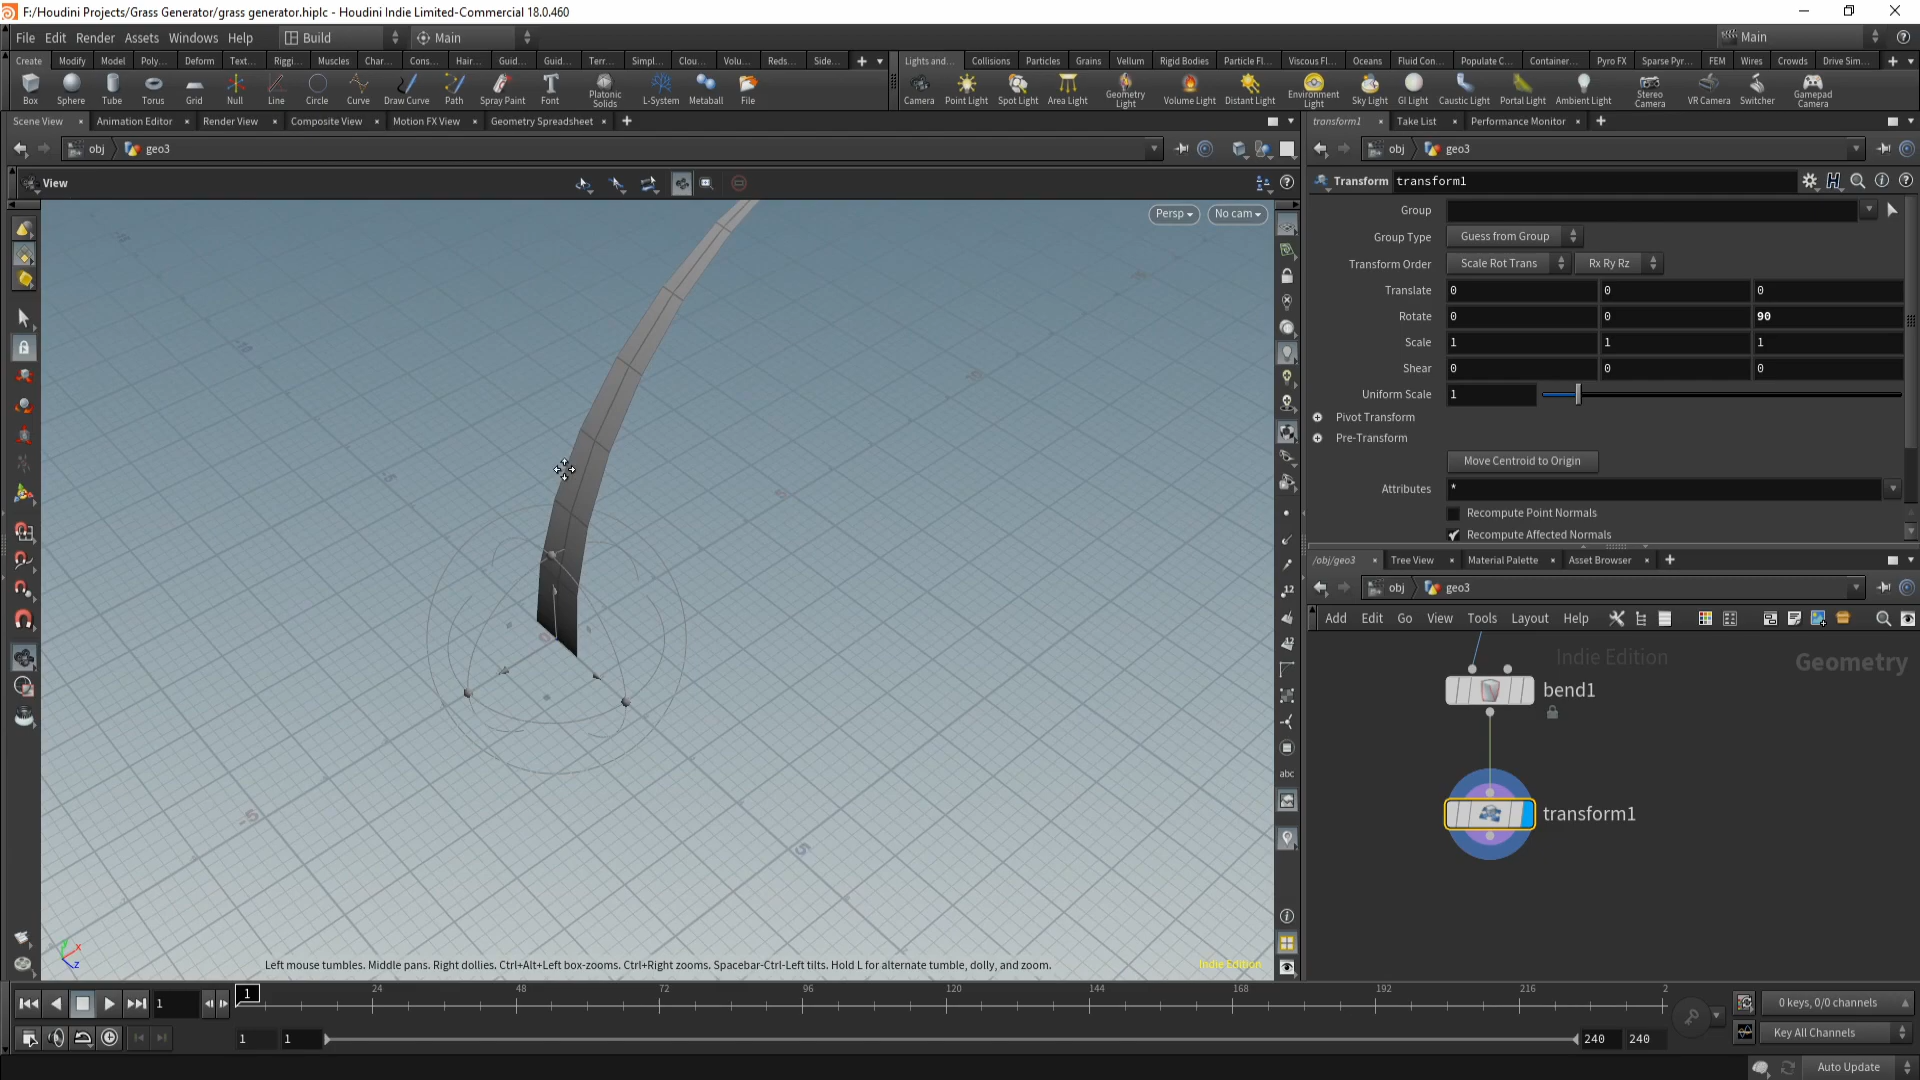 F:/Houdini Projects/Grass Generator/grass generator.hiplc - Houdini Indie Limited-Commercial 18.0.460
File Edit Render Assets Windows Help Build Main Main
Create Modify Model Poly... Deform Text... Riggi... Muscles Char... Cons... Hair... Guid... Guid... Terr... Simpl... Clou... Volu... Reds... Side...
Lights and... Collisions Particles Grains Vellum Rigid Bodies Particle Fl... Viscous Fl... Oceans Fluid Con... Populate C... Container... Pyro FX Sparse Pyr... FEM Wires Crowds Drive Sim...
Box Sphere Tube Torus Grid Null Line Circle Curve Draw Curve Path Spray Paint Font Platonic Solids L-System Metaball File
Camera Point Light Spot Light Area Light Geometry Light Volume Light Distant Light Environment Light Sky Light GI Light Caustic Light Portal Light Ambient Light Stereo Camera VR Camera Switcher Gamepad Camera
Scene View Animation Editor Render View Composite View Motion FX View Geometry Spreadsheet
transform1 Take List Performance Monitor
obj geo3
obj geo3
View
Transform transform1
Persp No cam
Group
Group Type Guess from Group
Transform Order Scale Rot Trans Rx Ry Rz
Translate 0 0 0
Rotate 0 0 90
Scale 1 1 1
Shear 0 0 0
Uniform Scale 1
Pivot Transform
Pre-Transform
Move Centroid to Origin
Attributes *
Recompute Point Normals
Recompute Affected Normals
/obj/geo3 Tree View Material Palette Asset Browser
obj geo3
Add Edit Go View Tools Layout Help
Indie Edition
Geometry
bend1
transform1
abc
-5
5
Left mouse tumbles. Middle pans. Right dollies. Ctrl+Alt+Left box-zooms. Ctrl+Right zooms. Spacebar-Ctrl-Left tilts. Hold L for alternate tumble, dolly, and zoom.
Indie Edition
1 1 24 48 72 96 120 144 168 192 216 2
0 keys, 0/0 channels
1 1 240 240
Key All Channels
Auto Update